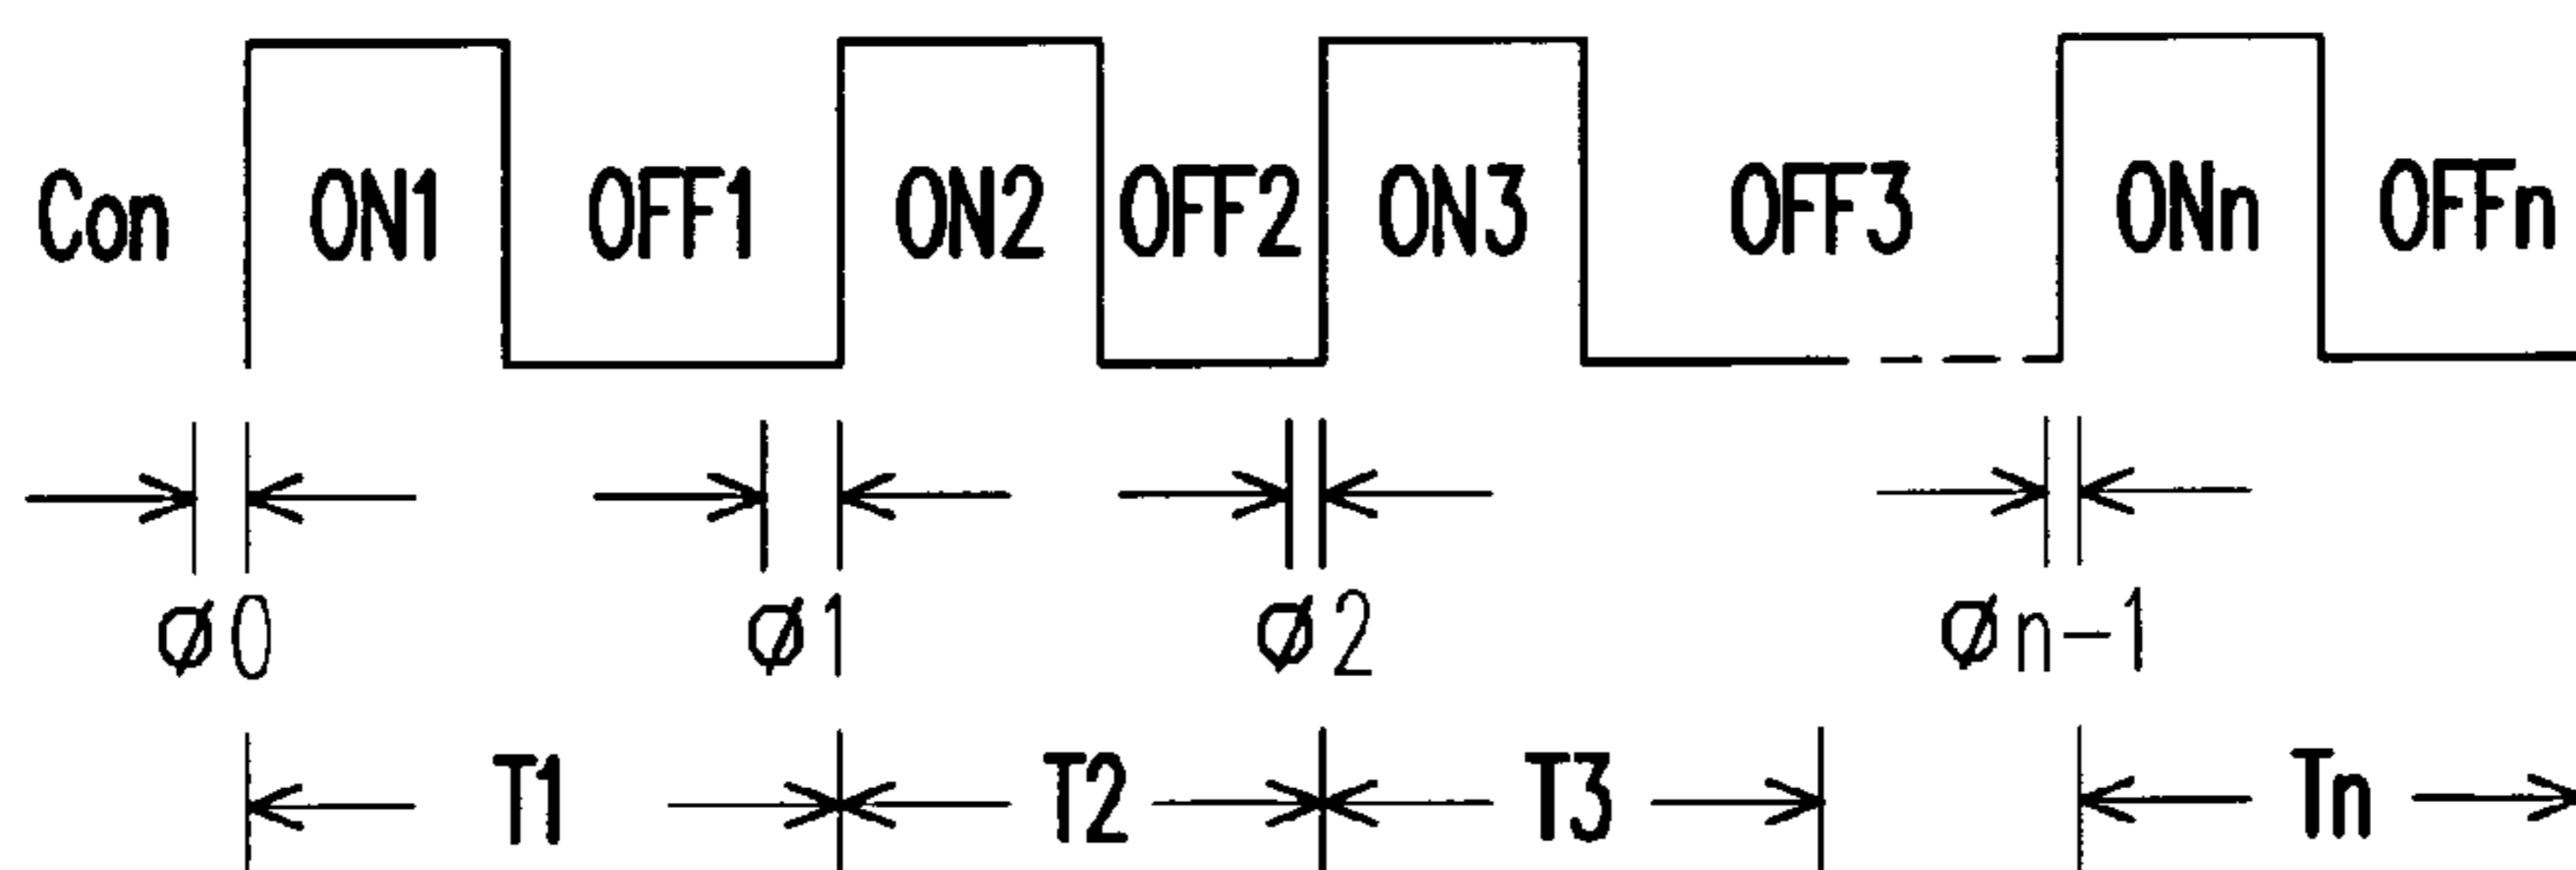 Con ON1 OFF1 ON2 OFF2 ON3 OFF3 ONn OFFn
Ø0 Ø1 Ø2 Øn-1
T1 T2 T3 Tn